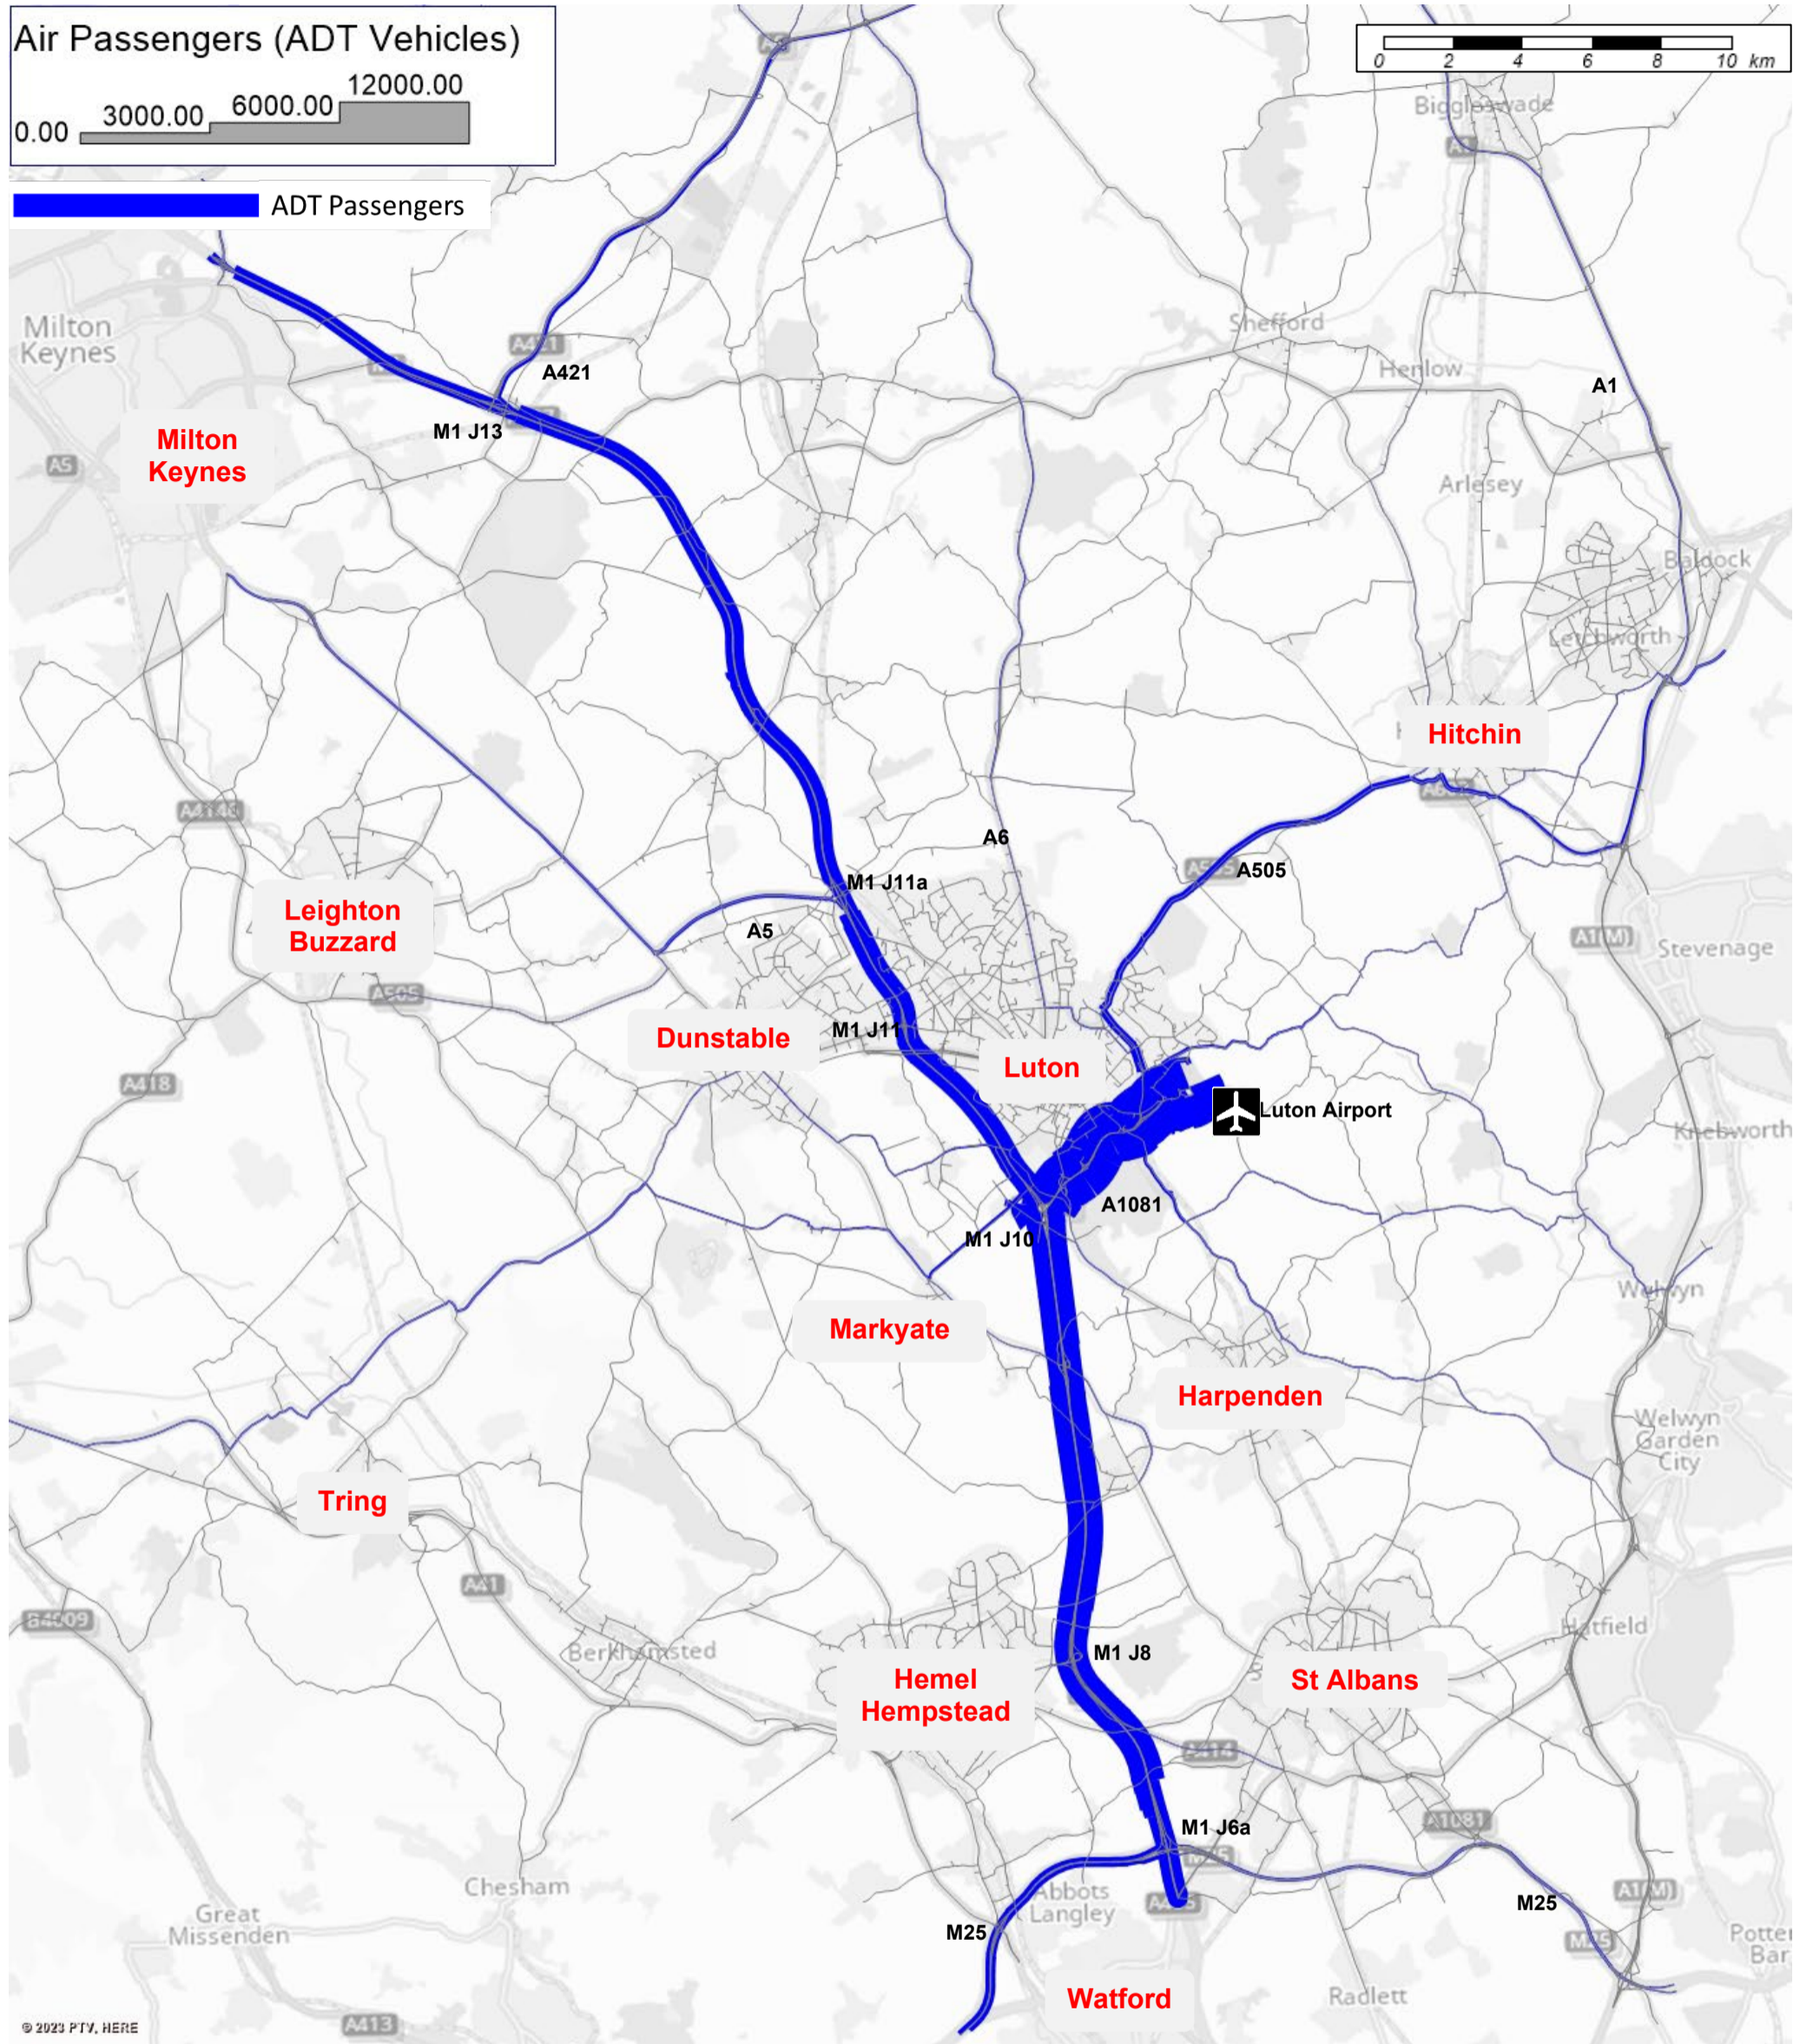 Air Passengers (ADT Vehicles)
0.00 3000.00 6000.00 12000.00
ADT Passengers
0 2 4 6 8 10 km
Biggleswade
A1
Milton
Keynes
Shefford
A421
A421
Henlow
A1
M1 J13
Milton
Keynes
A5
Arlesey
Baldock
Letchworth
Hitchin
A4146
A6
A505
M1 J11a
Leighton
Buzzard
A5
A1(M)
Stevenage
A505
Dunstable
M1 J11
Luton
A418
Luton Airport
Knebworth
A1081
M1 J10
Welwyn
Markyate
Harpenden
Welwyn
Garden
City
Tring
A41
B4009
Hatfield
Berkhamsted
M1 J8
Hemel
Hempstead
St Albans
A414
A1081
M1 J6a
M25
Chesham
Abbots
Langley
A1(M)
M25
Great
Missenden
M25
M25
Potter
Bar
Watford
Radlett
A413
© 2023 PTV, HERE